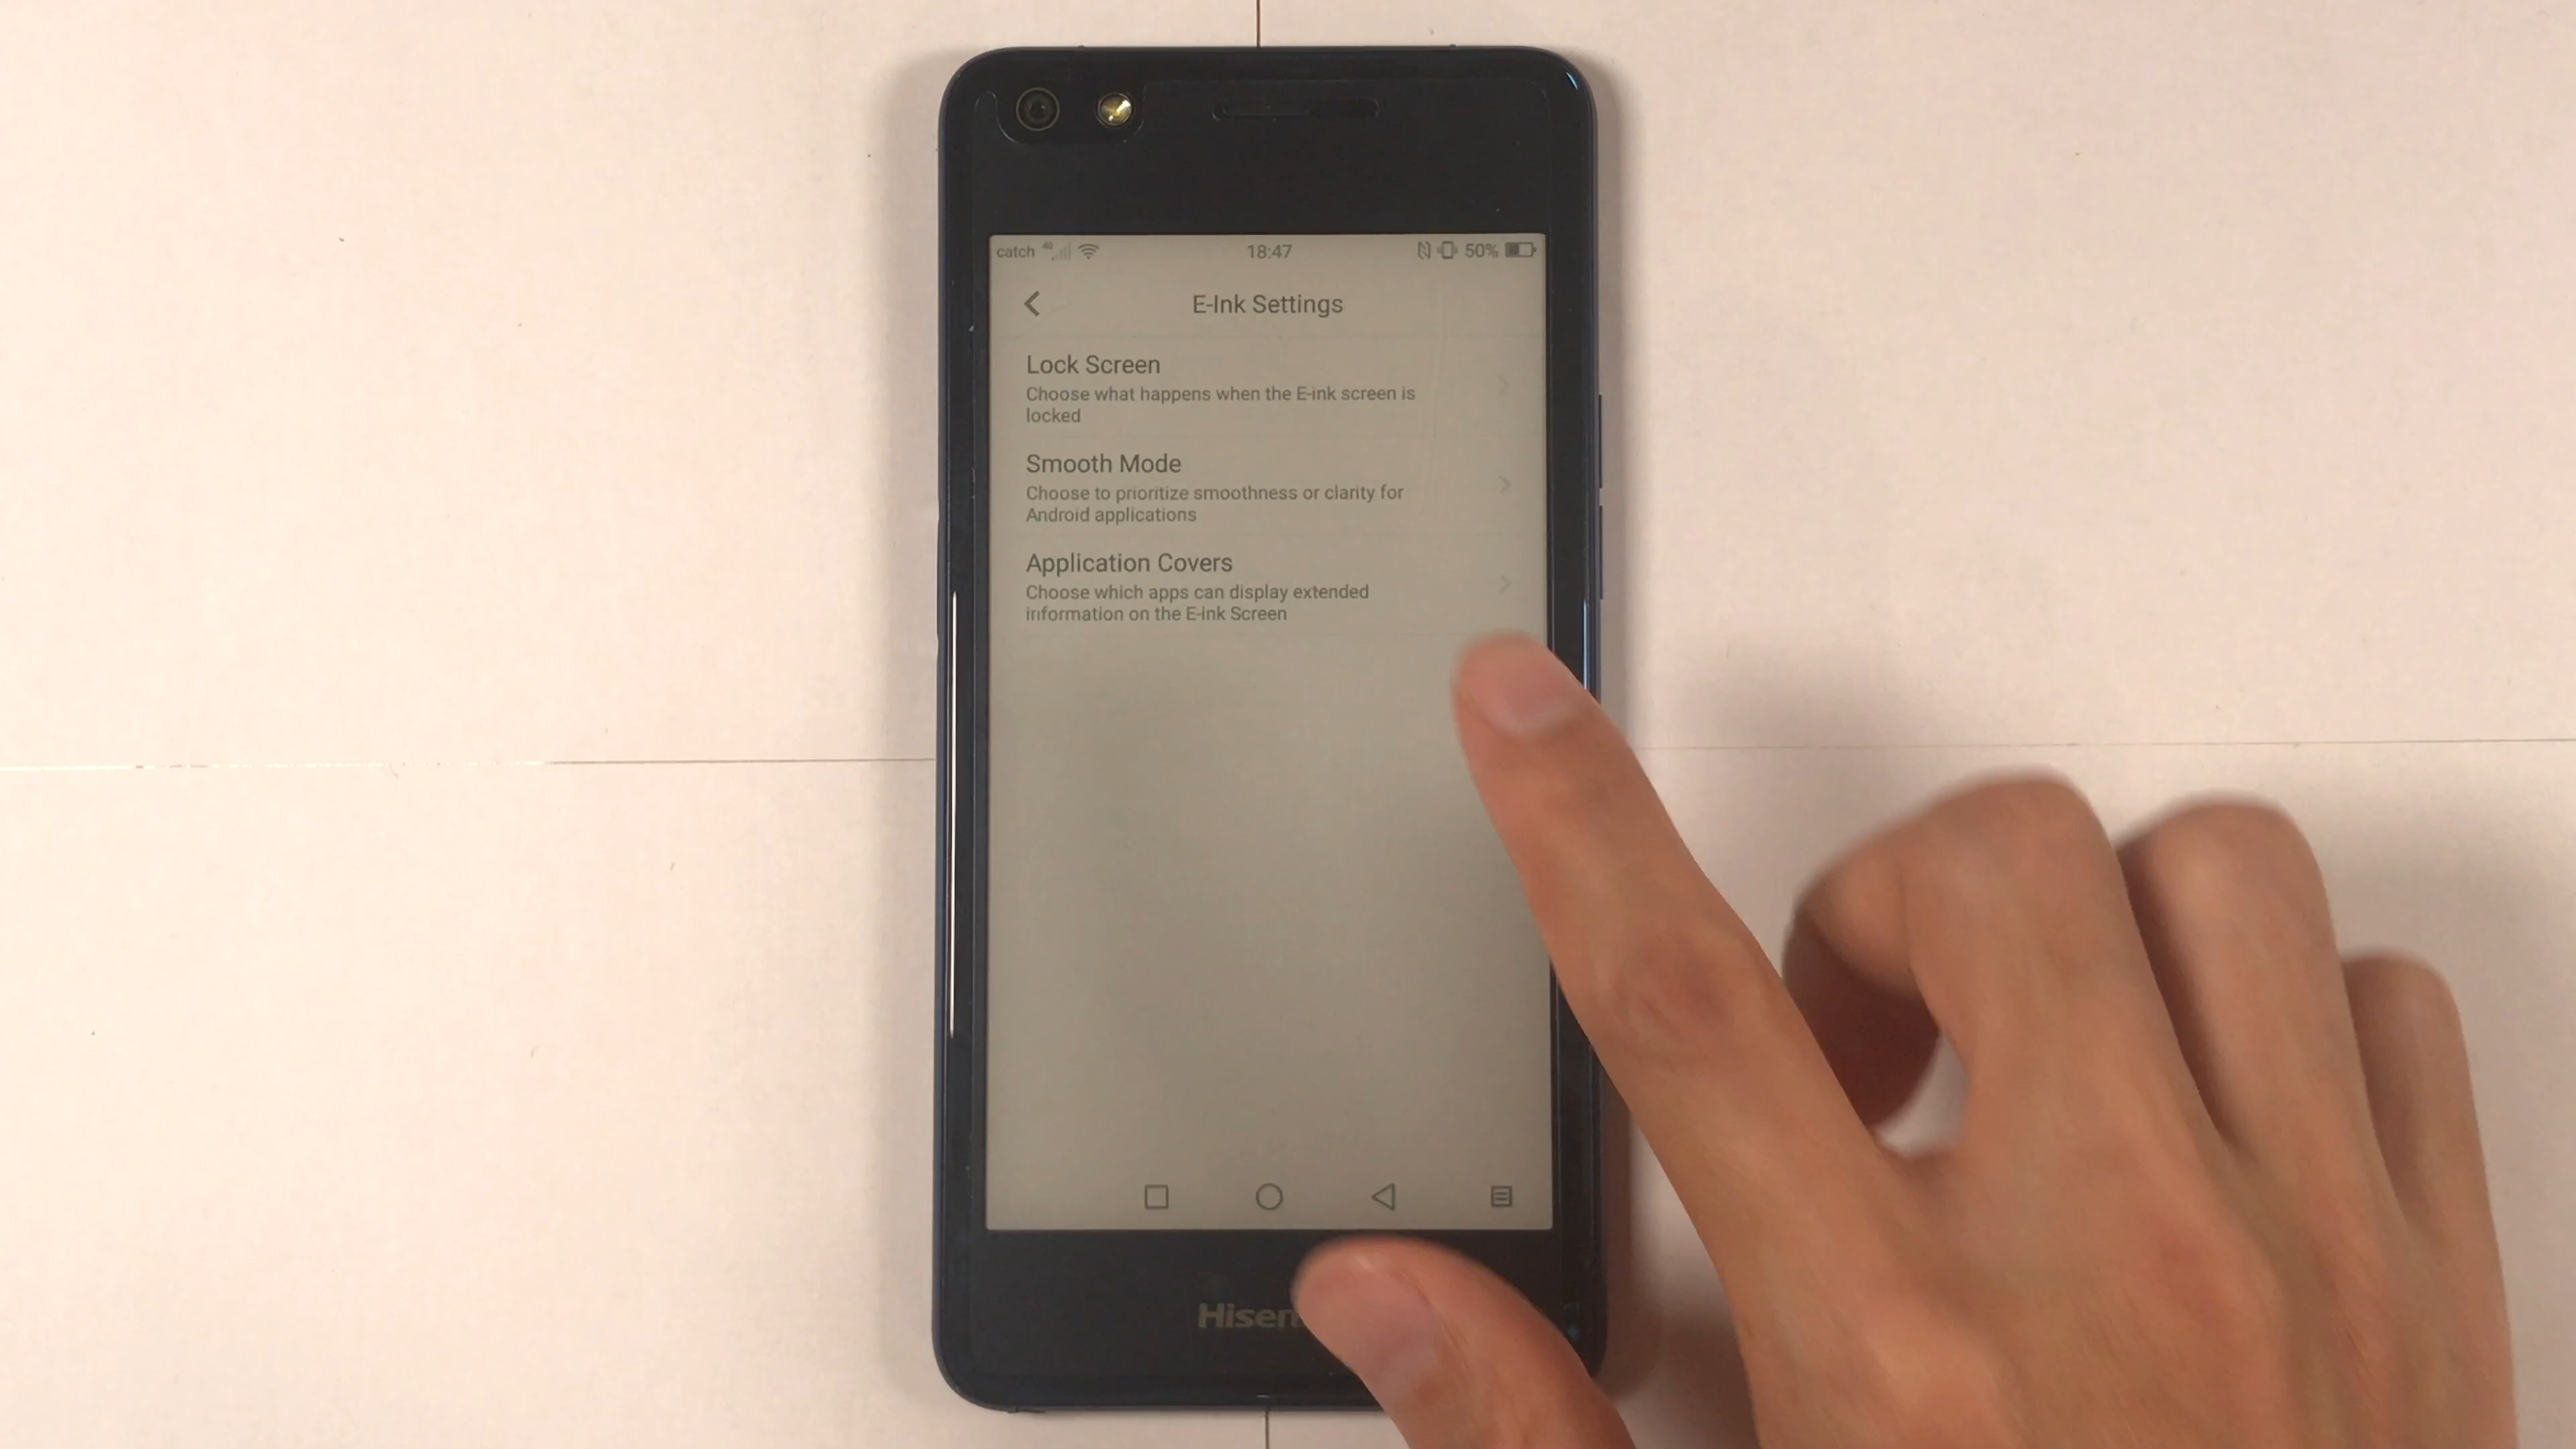 catch 4G 18:47 50%
E-Ink Settings
Lock Screen
Choose what happens when the E-ink screen is
locked
Smooth Mode
Choose to prioritize smoothness or clarity for
Android applications
Application Covers
Choose which apps can display extended
information on the E-ink Screen
Hisen